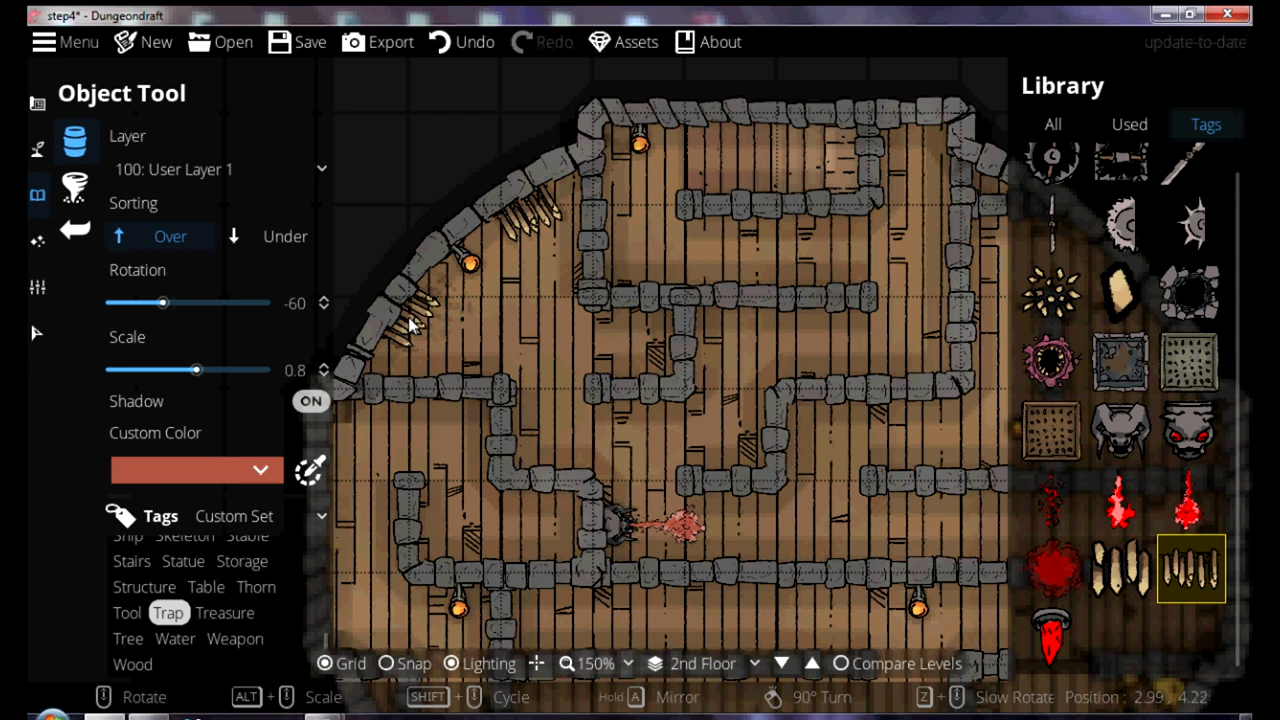 step4* - Dungeondraft
Menu New Open Save Export Undo Redo Assets About update-to-date
Object Tool
Layer
100: User Layer 1
Sorting
Over Under
Rotation
-60
Scale
0.8
Shadow
ON
Custom Color
Tags Custom Set
Ship Skeleton Stable
Stairs Statue Storage
Structure Table Thorn
Tool Trap Treasure
Tree Water Weapon
Wood
Library
All Used Tags
Grid Snap Lighting 150% 2nd Floor Compare Levels
Rotate ALT + Scale SHIFT + Cycle Hold A Mirror 90° Turn Z + Slow Rotate Position : 2.99, 4.22